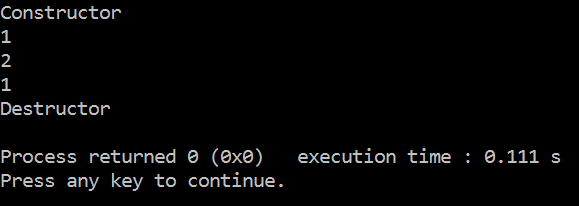 Constructor
1
2
1
Destructor
Process returned 0 (0x0)   execution time : 0.111 s
Press any key to continue.